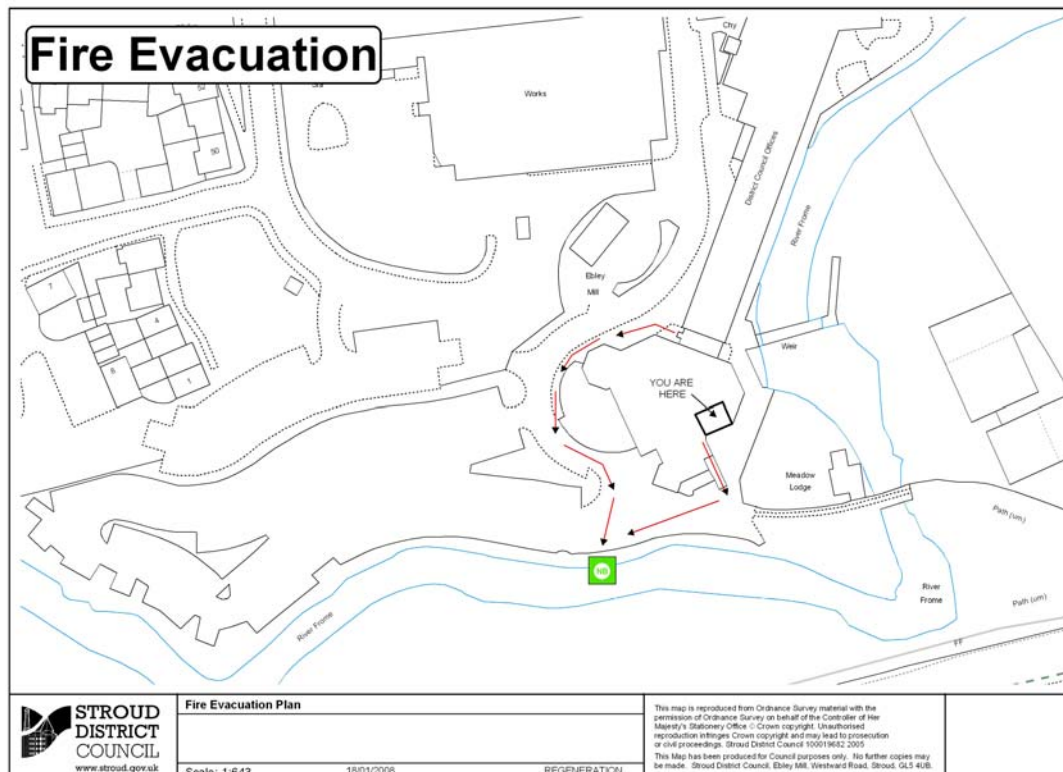 Fire Evacuation
Chy
52
50
Works
District Council Offices
River Frome
Ebley
Mill
7
4
6
1
YOU ARE
HERE
Weir
Meadow
Lodge
Path (um)
NB
River
Frome
Path (um)
River Frome
FF
STROUD
DISTRICT
COUNCIL
www.stroud.gov.uk
Fire Evacuation Plan
Scale: 1:643
18/01/2008
REGENERATION
This map is reproduced from Ordnance Survey material with the
permission of Ordnance Survey on behalf of the Controller of Her
Majesty's Stationery Office © Crown copyright. Unauthorised
reproduction infringes Crown copyright and may lead to prosecution
or civil proceedings. Stroud District Council 100019682 2005
This Map has been produced for Council purposes only. No further copies may
be made. Stroud District Council, Ebley Mill, Westward Road, Stroud, GL5 4UB.